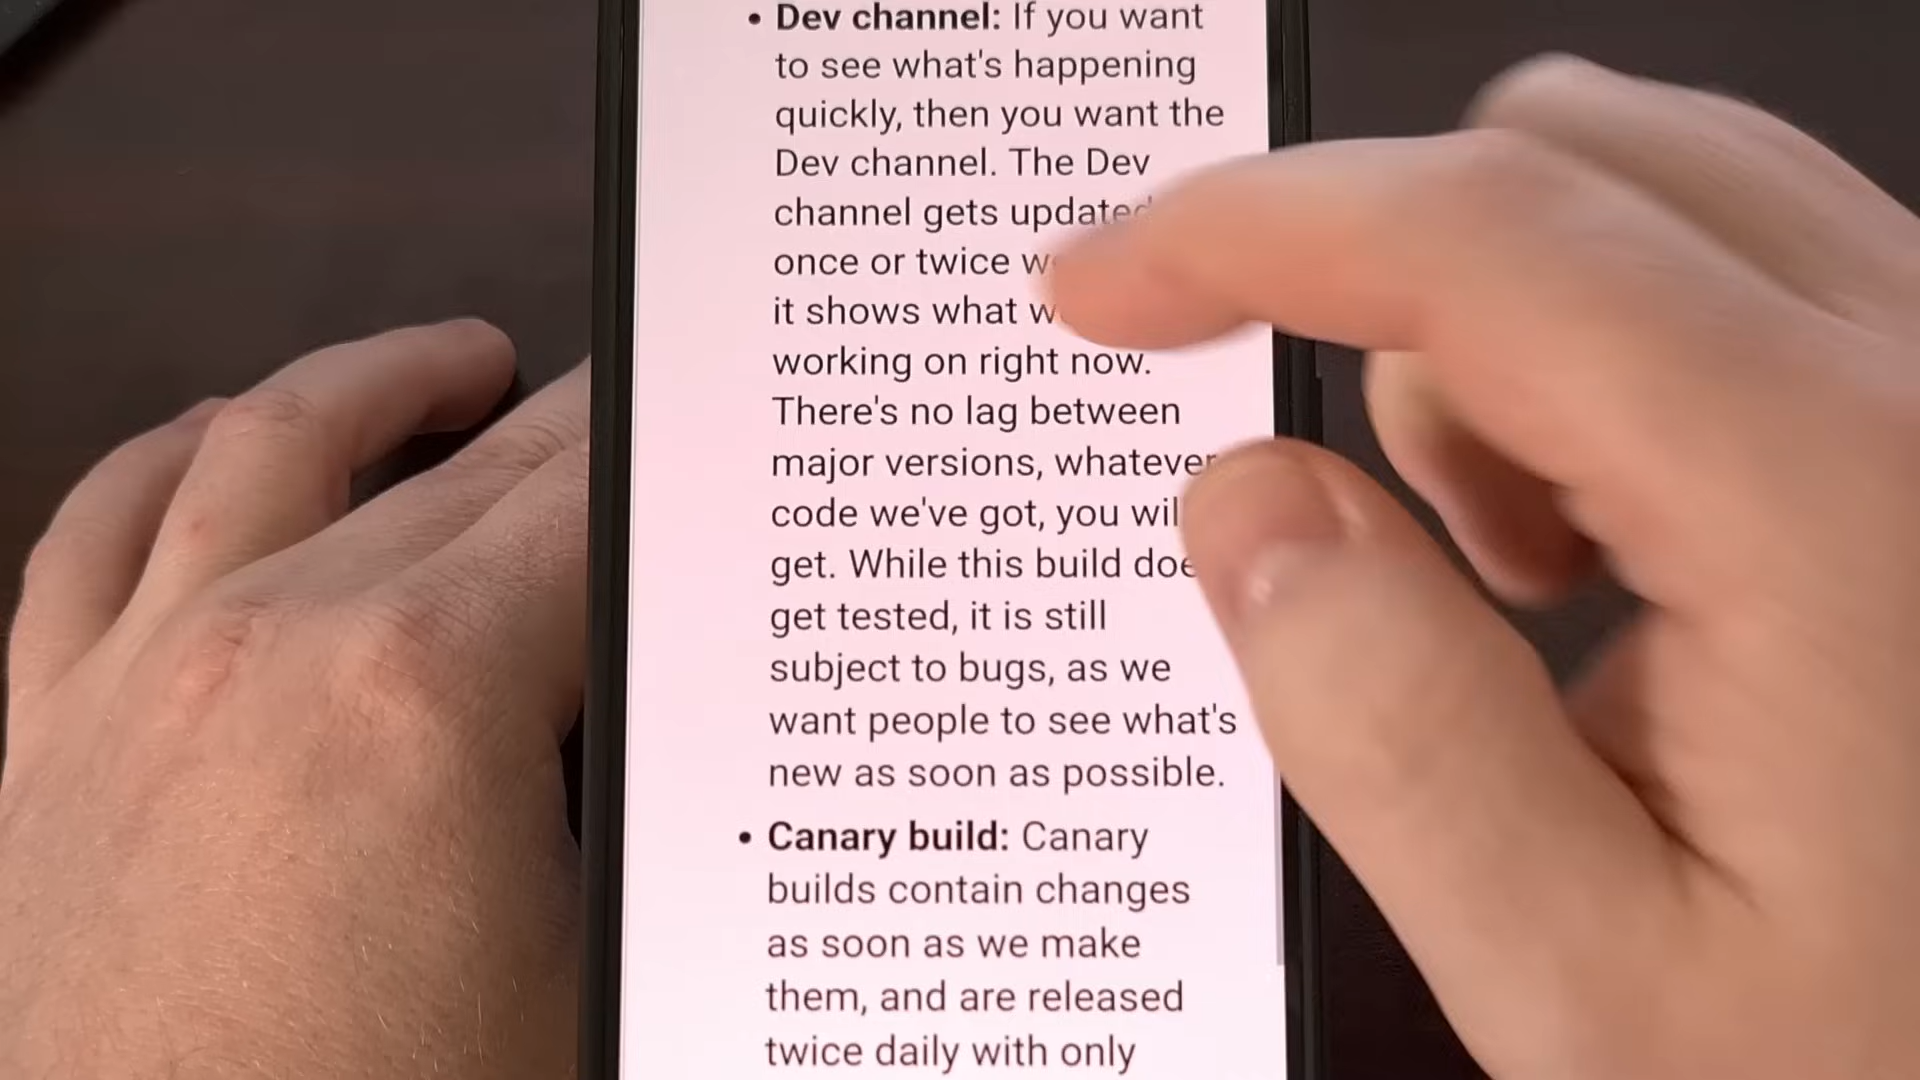 • Dev channel: If you want
to see what's happening
quickly, then you want the
Dev channel. The Dev
channel gets updated
once or twice
it shows what
working on right now.
There's no lag between
major versions, whatever
code we've got, you will
get. While this build
get tested, it is still
subject to bugs, as we
want people to see what's
new as soon as possible.
• Canary build: Canary
builds contain changes
as soon as we make
them, and are released
twice daily with only